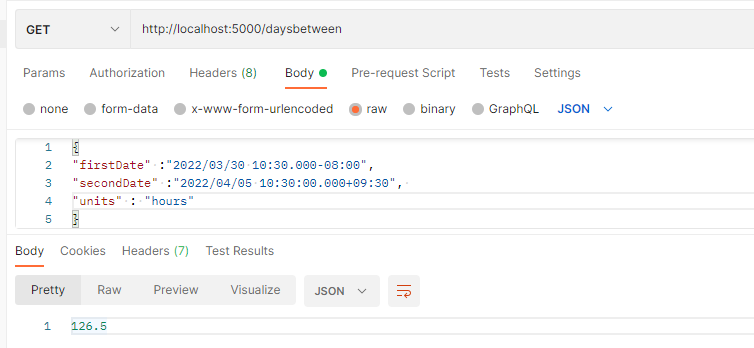 GET http://localhost:5000/daysbetween
Params Authorization Headers (8) Body Pre-request Script Tests Settings
none form-data x-www-form-urlencoded raw binary GraphQL JSON
1 {
2 "firstDate" :"2022/03/30 10:30.000-08:00",
3 "secondDate" :"2022/04/05 10:30:00.000+09:30",
4 "units" : "hours"
5 }
Body Cookies Headers (7) Test Results
Pretty Raw Preview Visualize JSON
1 126.5